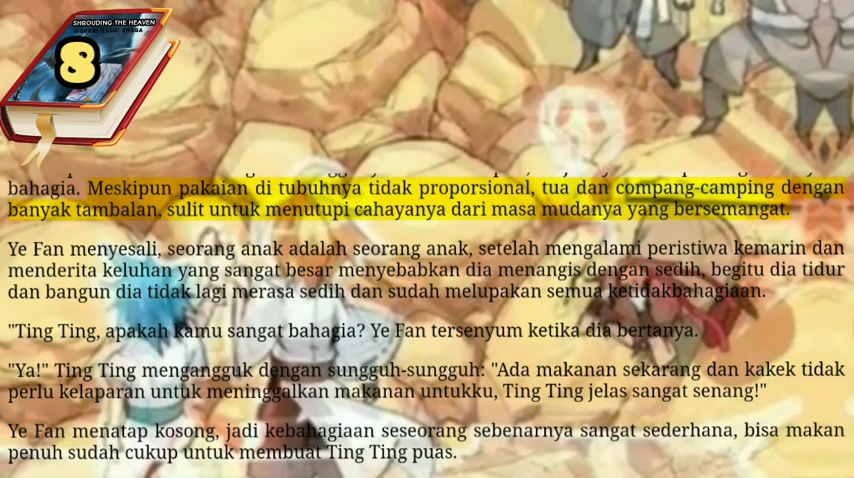 SHROUDING THE HEAVEN
8
bahagia. Meskipun pakaian di tubuhnya tidak proporsional, tua dan compang-camping dengan
banyak tambalan, sulit untuk menutupi cahayanya dari masa mudanya yang bersemangat.
Ye Fan menyesali, seorang anak adalah seorang anak, setelah mengalami peristiwa kemarin dan
menderita keluhan yang sangat besar menyebabkan dia menangis dengan sedih, begitu dia tidur
dan bangun dia tidak lagi merasa sedih dan sudah melupakan semua ketidakbahagiaan.
"Ting Ting, apakah kamu sangat bahagia? Ye Fan tersenyum ketika dia bertanya.
"Ya!" Ting Ting mengangguk dengan sungguh-sungguh: "Ada makanan sekarang dan kakek tidak
perlu kelaparan untuk meninggalkan makanan untukku, Ting Ting jelas sangat senang!"
Ye Fan menatap kosong, jadi kebahagiaan seseorang sebenarnya sangat sederhana, bisa makan
penuh sudah cukup untuk membuat Ting Ting puas.